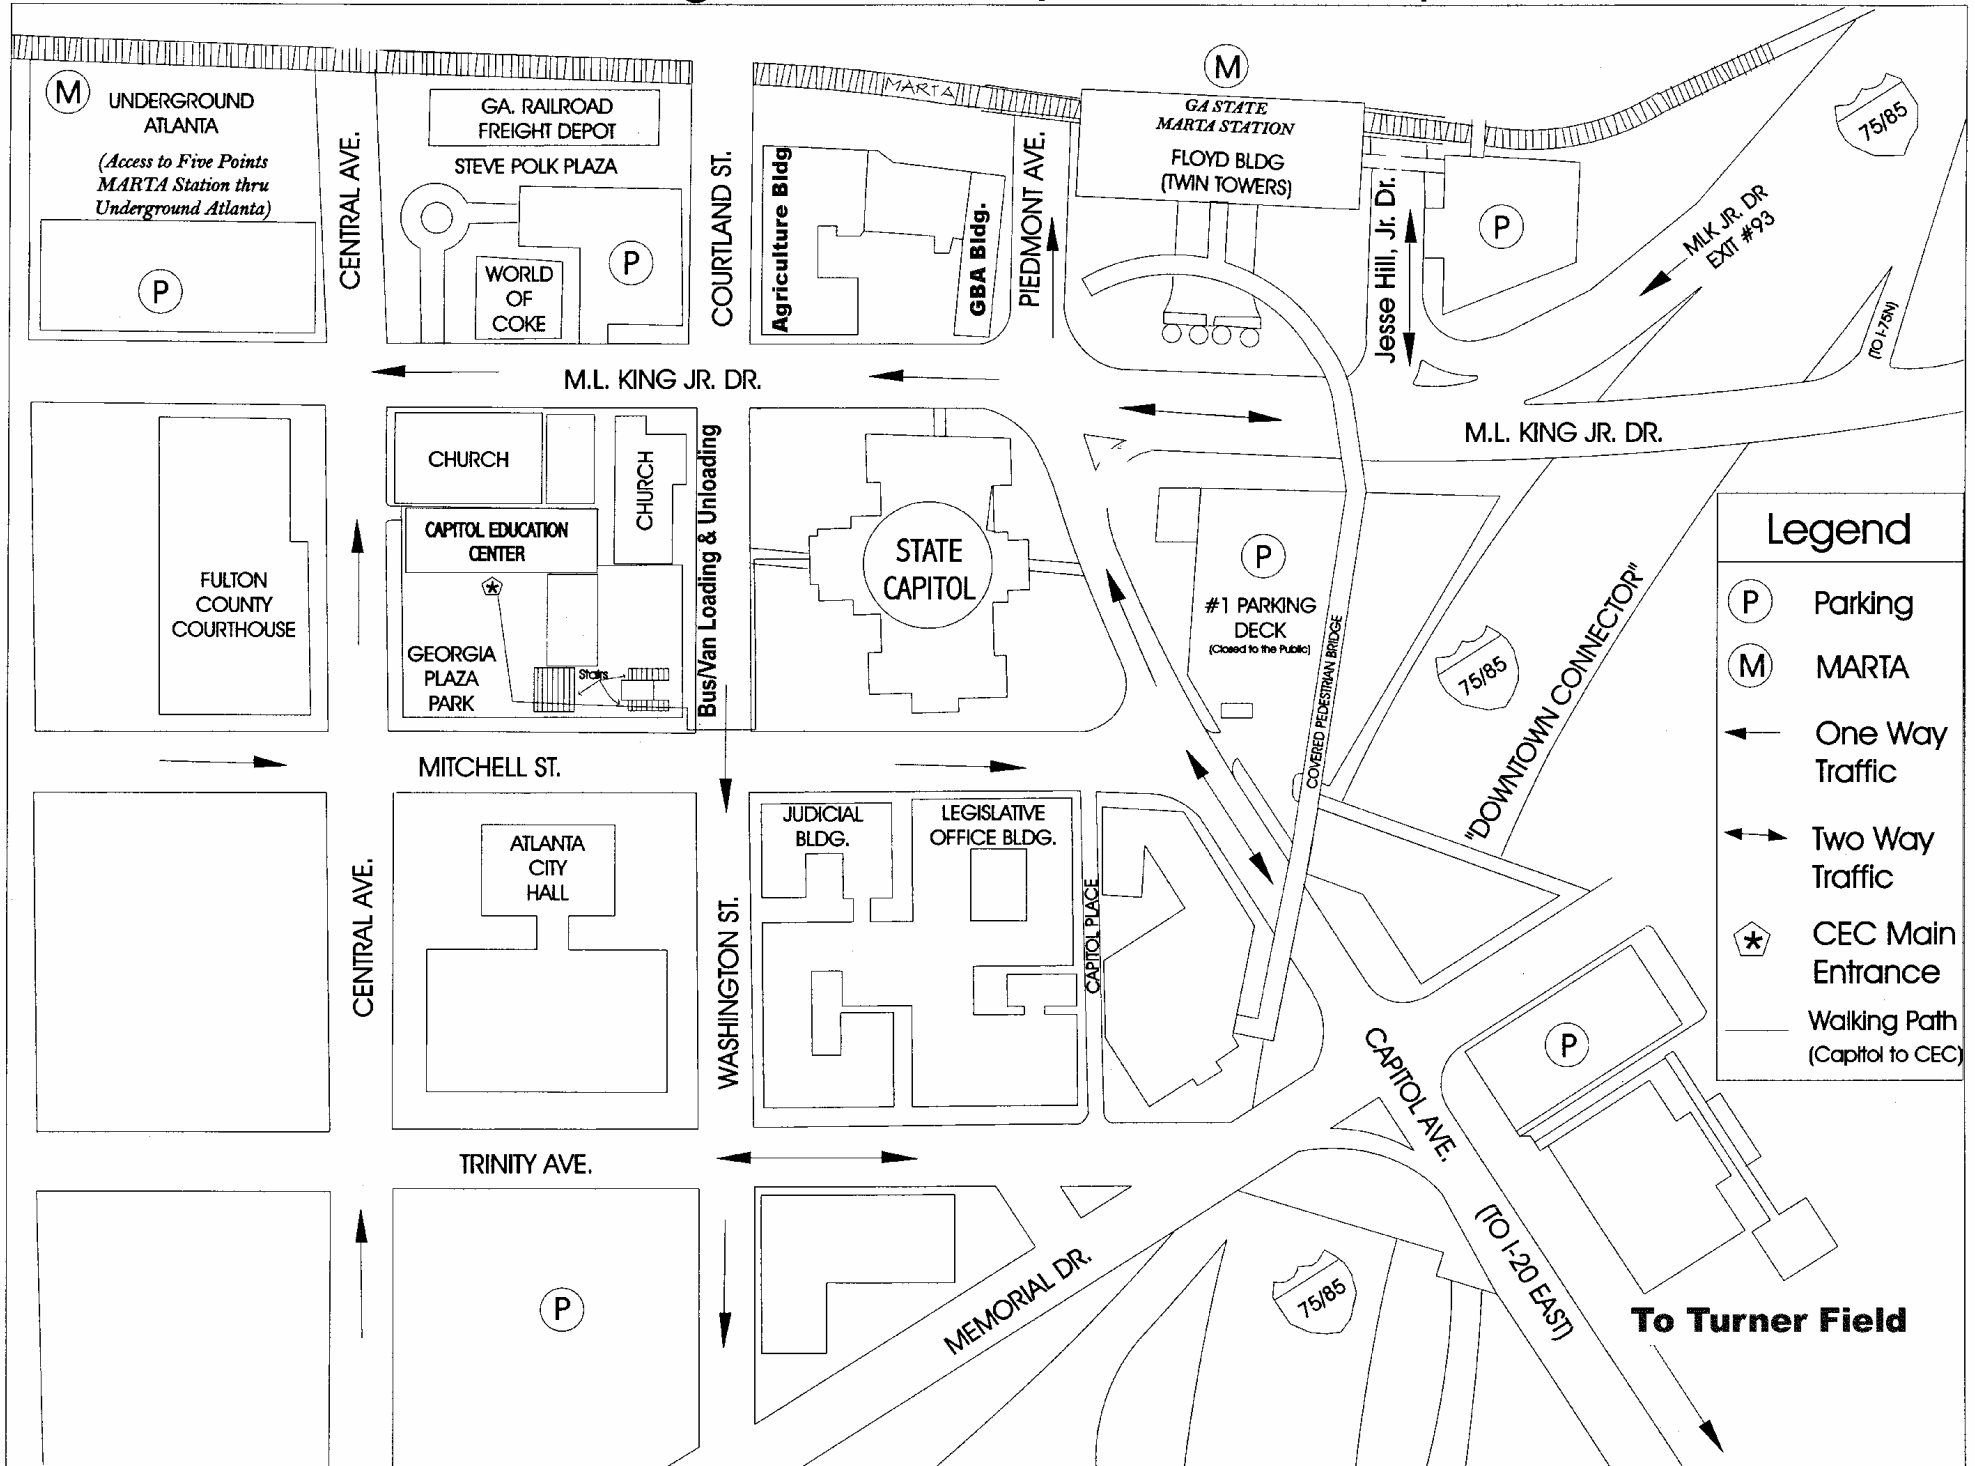 M
UNDERGROUND
ATLANTA
(Access to Five Points
MARTA Station thru
Underground Atlanta)
P
CENTRAL AVE.
GA. RAILROAD
FREIGHT DEPOT
STEVE POLK PLAZA
WORLD
OF
COKE
P
COURTLAND ST.
MARTA
Agriculture Bldg
GBA Bldg.
PIEDMONT AVE.
M
GA STATE
MARTA STATION
FLOYD BLDG
(TWIN TOWERS)
Jesse Hill, Jr. Dr.
P
MLK JR. DR
EXIT #93
75/85
(TO I-75N)
M.L. KING JR. DR.
M.L. KING JR. DR.
FULTON
COUNTY
COURTHOUSE
CHURCH
CHURCH
CAPITOL EDUCATION
CENTER
*
GEORGIA
PLAZA
PARK
Stairs
Bus/Van Loading & Unloading
STATE
CAPITOL
P
#1 PARKING
DECK
(Closed to the Public)
COVERED PEDESTRIAN BRIDGE
75/85
"DOWNTOWN CONNECTOR"
Legend
P Parking
M MARTA
One Way
Traffic
Two Way
Traffic
* CEC Main
Entrance
Walking Path
(Capitol to CEC)
MITCHELL ST.
CENTRAL AVE.
ATLANTA
CITY
HALL
WASHINGTON ST.
JUDICIAL
BLDG.
LEGISLATIVE
OFFICE BLDG.
CAPITOL PLACE
P
CAPITOL AVE.
TRINITY AVE.
P
MEMORIAL DR.
75/85
(TO I-20 EAST)
To Turner Field